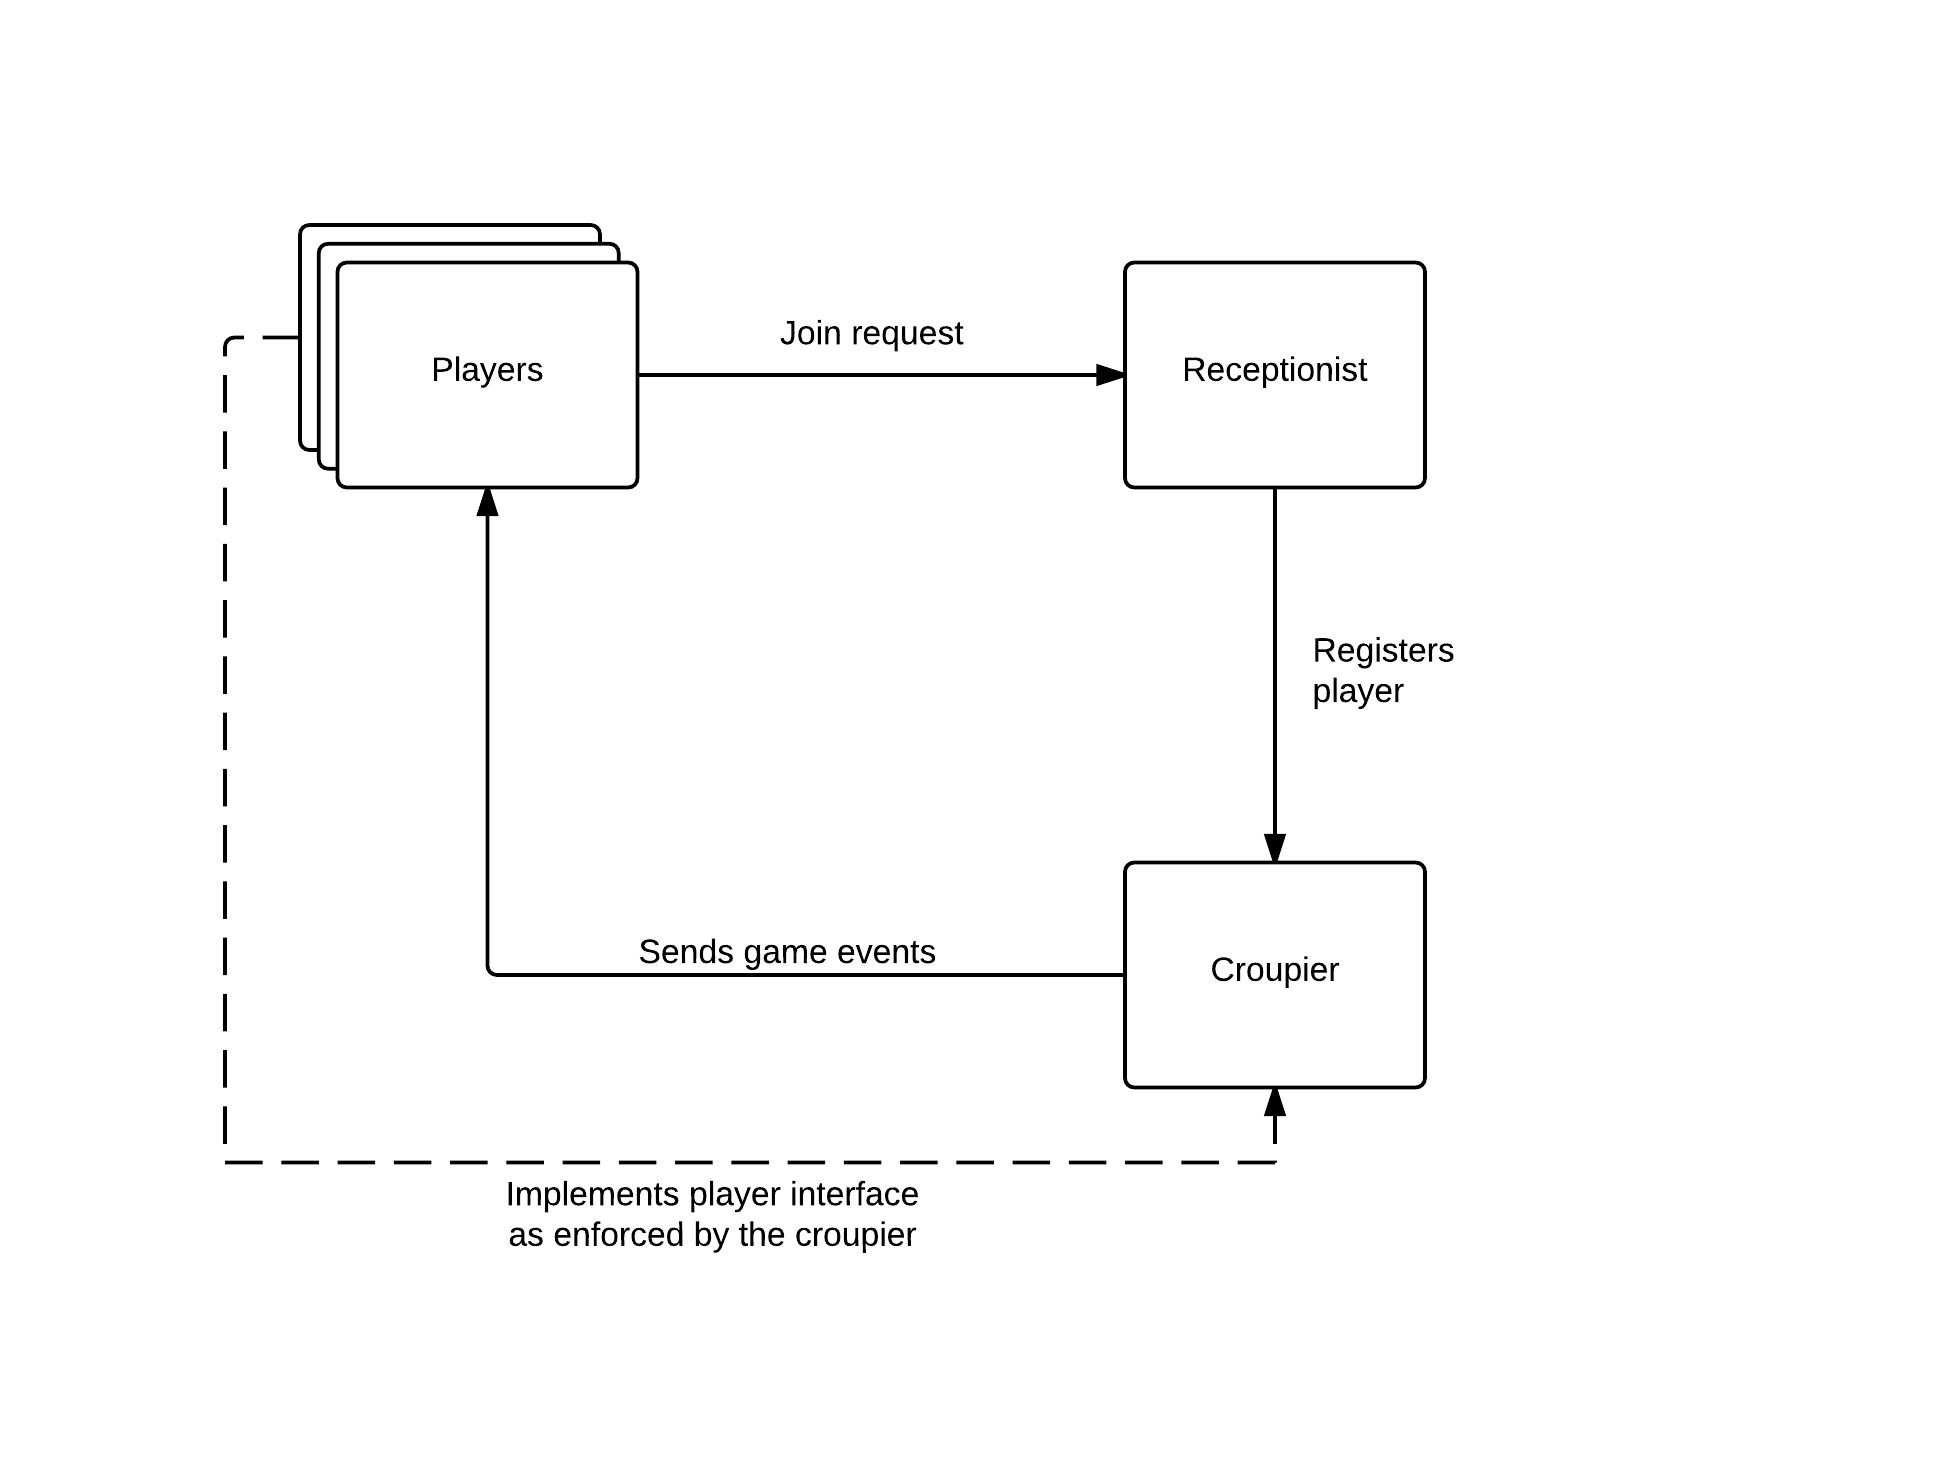 Join request
Players
Receptionist
Registers
player
Sends game events
Croupier
Implements player interface
as enforced by the croupier